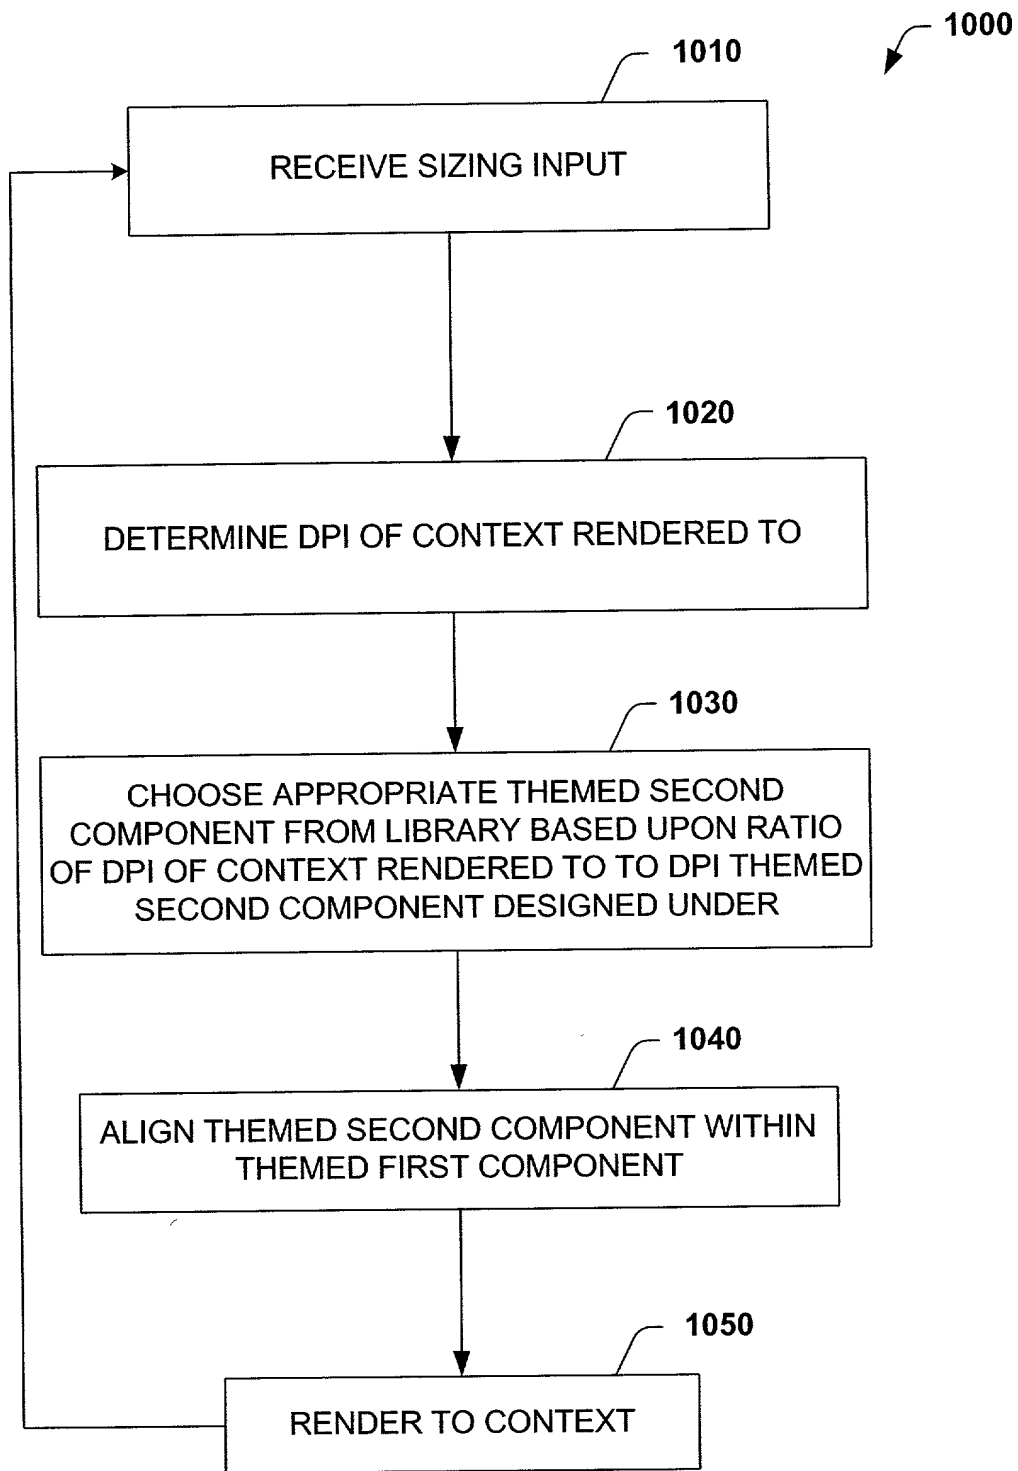 1000
1010
RECEIVE SIZING INPUT
1020
DETERMINE DPI OF CONTEXT RENDERED TO
1030
CHOOSE APPROPRIATE THEMED SECOND
COMPONENT FROM LIBRARY BASED UPON RATIO
OF DPI OF CONTEXT RENDERED TO TO DPI THEMED
SECOND COMPONENT DESIGNED UNDER
1040
ALIGN THEMED SECOND COMPONENT WITHIN
THEMED FIRST COMPONENT
1050
RENDER TO CONTEXT